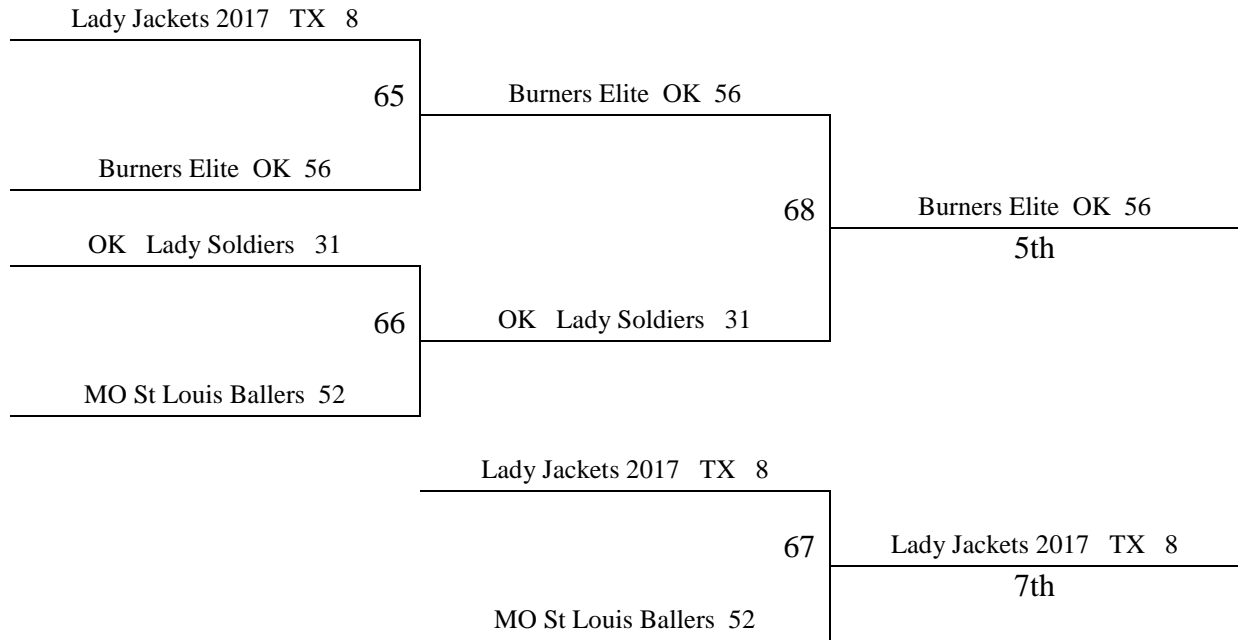 Lady Jackets 2017 TX 8
65
Burners Elite OK 56
Burners Elite OK 56
68
Burners Elite OK 56
5th
OK Lady Soldiers 31
66
OK Lady Soldiers 31
MO St Louis Ballers 52
Lady Jackets 2017 TX 8
67
Lady Jackets 2017 TX 8
7th
MO St Louis Ballers 52